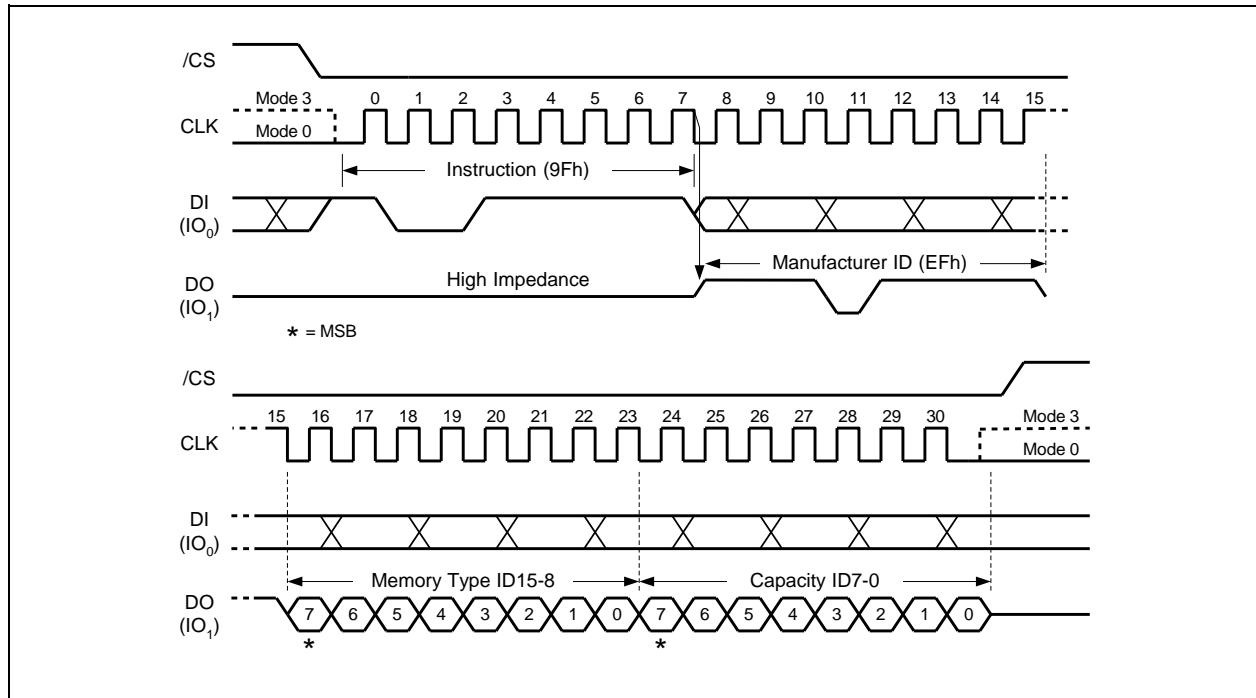 /CS
Mode 3 0 1 2 3 4 5 6 7 8 9 10 11 12 13 14 15
CLK
Mode 0
Instruction (9Fh)
DI
(IO₀)
Manufacturer ID (EFh)
High Impedance
DO
(IO₁)
* = MSB
/CS
15 16 17 18 19 20 21 22 23 24 25 26 27 28 29 30 Mode 3
CLK
Mode 0
DI
(IO₀)
Memory Type ID15-8 Capacity ID7-0
DO
(IO₁)
7 6 5 4 3 2 1 0 7 6 5 4 3 2 1 0
* *